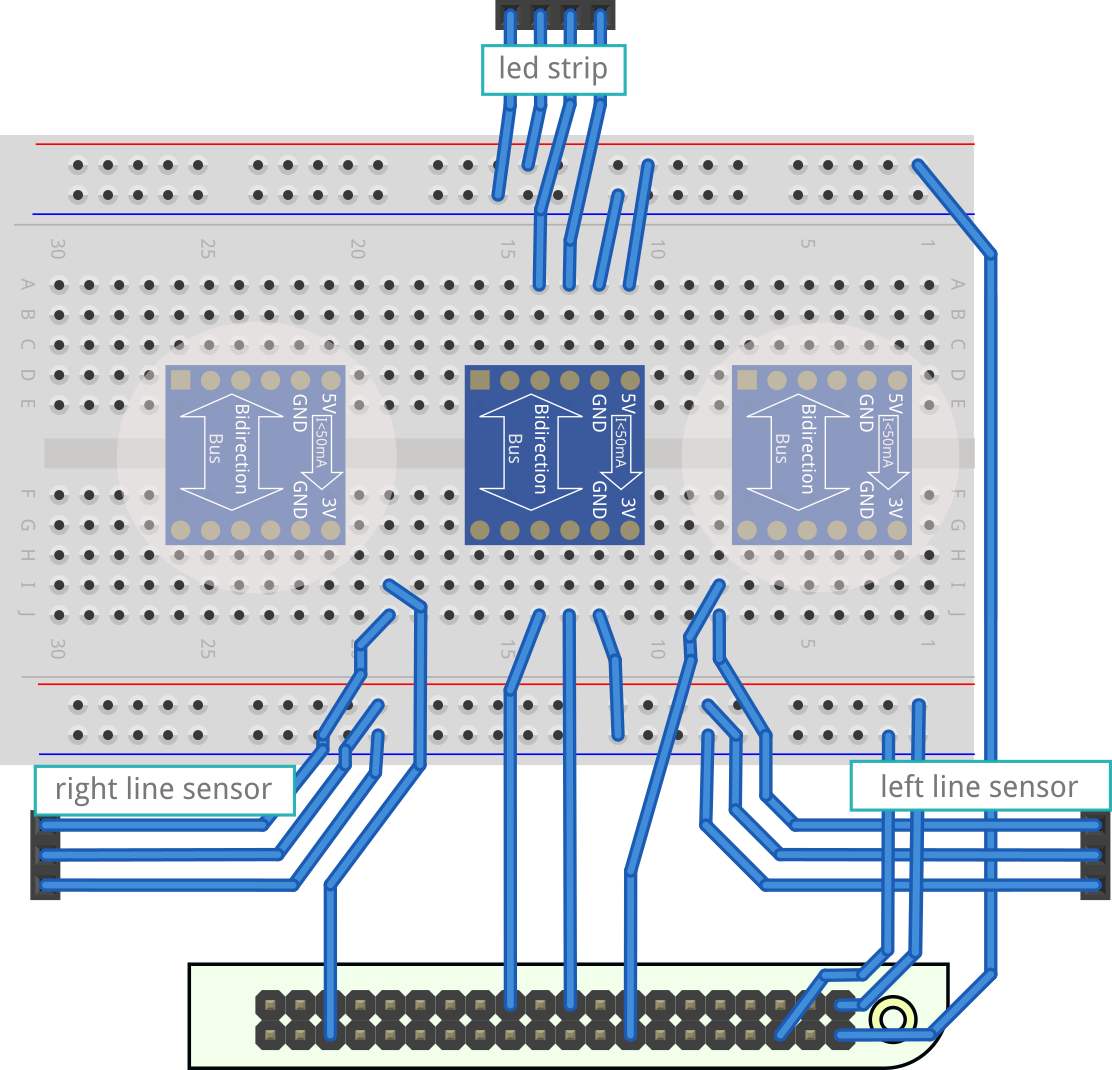 led strip
30 25 20 15 10 5 1
A A
B B
C C
D D
E E
5V
GND
I<50mA
Bidirection
Bus
GND
3V
5V
GND
I<50mA
Bidirection
Bus
GND
3V
5V
GND
I<50mA
Bidirection
Bus
GND
3V
F F
G G
H H
I I
J J
30 25 15 10 5 1
right line sensor
left line sensor